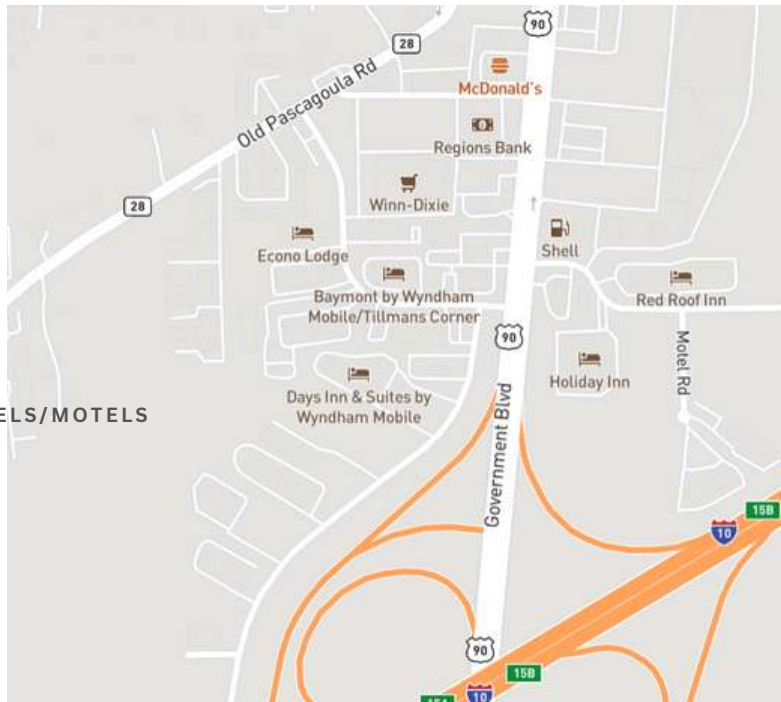 90
28
Old Pascagoula Rd
McDonald's
Regions Bank
28
Winn-Dixie
Econo Lodge
Shell
Baymont by Wyndham
Mobile/Tillmans Corner
Red Roof Inn
90
Motel Rd
Holiday Inn
Days Inn & Suites by
Wyndham Mobile
ELS/MOTELS
Government Blvd
15B
10
90
15B
10